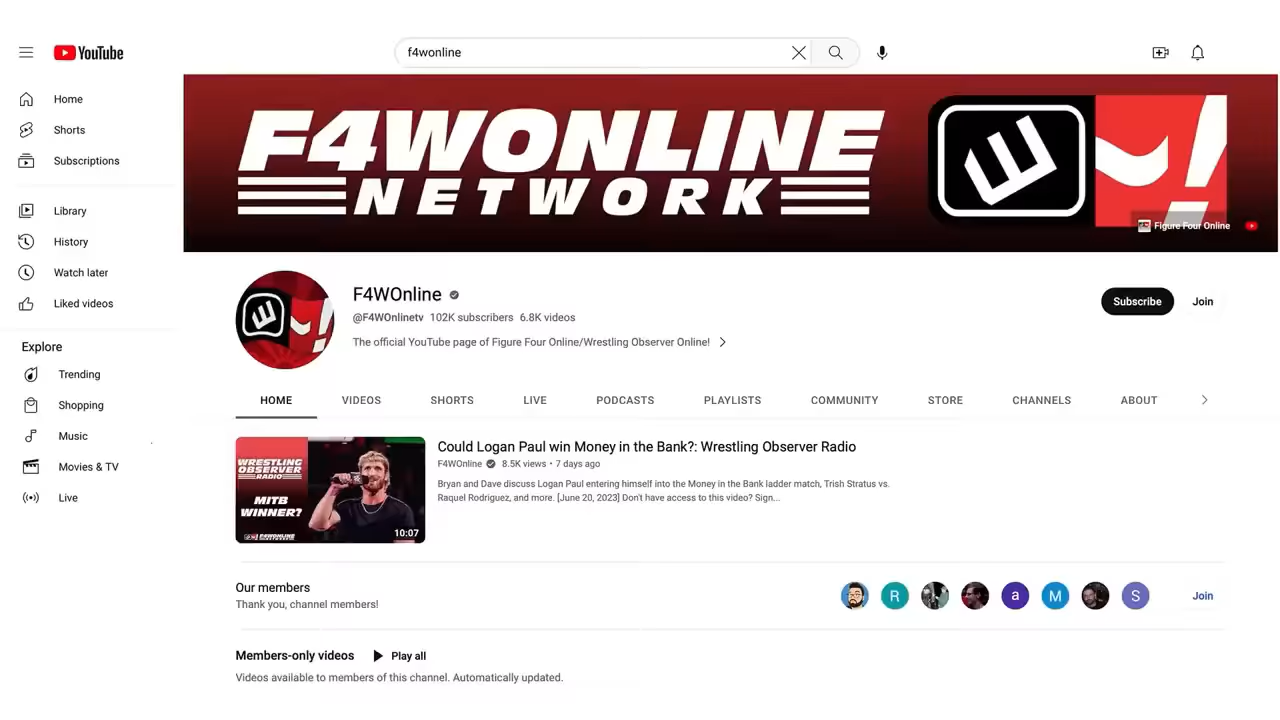 YouTube
f4wonline
Home
Shorts
Subscriptions
Library
History
Watch later
Liked videos
Explore
Trending
Shopping
Music
Movies & TV
Live
F4WONLINE
NETWORK
Figure Four Online
F4WOnline
@F4WOnlinetv 102K subscribers 6.8K videos
The official YouTube page of Figure Four Online/Wrestling Observer Online!
Subscribe
Join
HOME VIDEOS SHORTS LIVE PODCASTS PLAYLISTS COMMUNITY STORE CHANNELS ABOUT
WRESTLING
OBSERVER
RADIO
MITB
WINNER?
F4WONLINE
10:07
Could Logan Paul win Money in the Bank?: Wrestling Observer Radio
F4WOnline 8.5K views • 7 days ago
Bryan and Dave discuss Logan Paul entering himself into the Money in the Bank ladder match, Trish Stratus vs.
Raquel Rodriguez, and more. [June 20, 2023] Don't have access to this video? Sign...
Our members
Thank you, channel members!
R
a
M
S
Join
Members-only videos Play all
Videos available to members of this channel. Automatically updated.